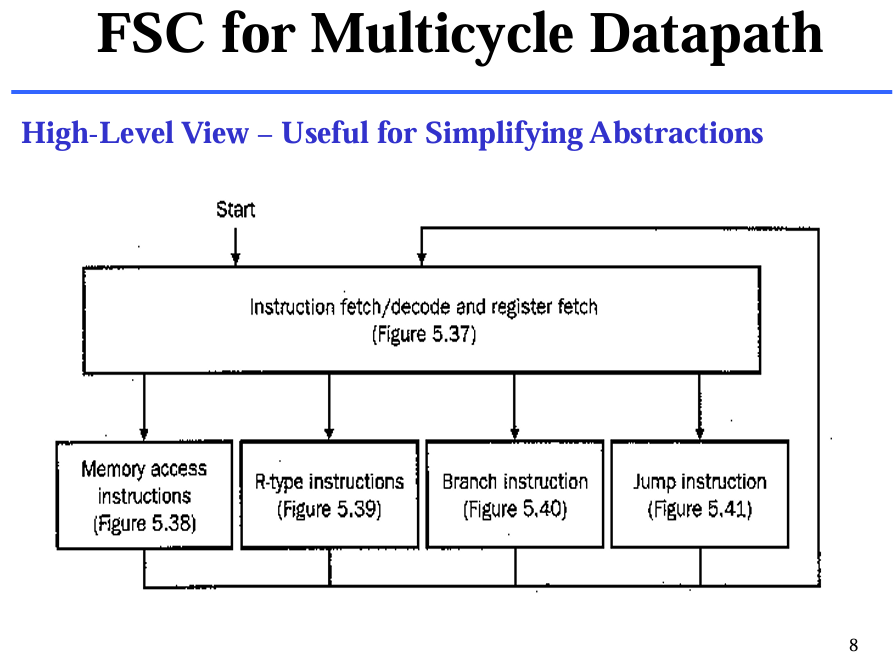 FSC for Multicycle Datapath
High-Level View – Useful for Simplifying Abstractions
Start
Instruction fetch/decode and register fetch
(Figure 5.37)
Memory access
instructions
(Figure 5.38)
R-type instructions
(Figure 5.39)
Branch instruction
(Figure 5.40)
Jump instruction
(Figure 5.41)
8